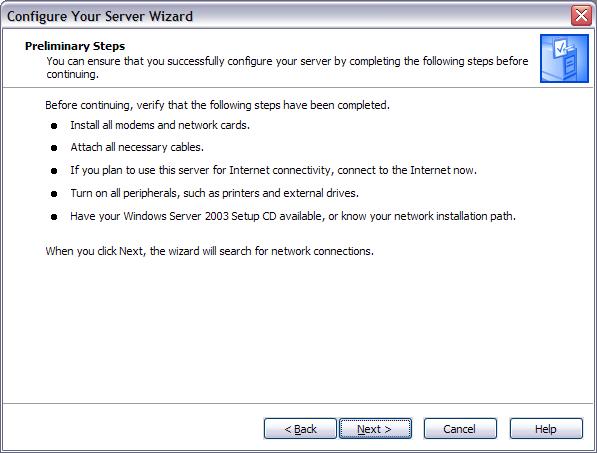 Configure Your Server Wizard
Preliminary Steps
You can ensure that you successfully configure your server by completing the following steps before
continuing.
Before continuing, verify that the following steps have been completed.
● Install all modems and network cards.
● Attach all necessary cables.
● If you plan to use this server for Internet connectivity, connect to the Internet now.
● Turn on all peripherals, such as printers and external drives.
● Have your Windows Server 2003 Setup CD available, or know your network installation path.
When you click Next, the wizard will search for network connections.
< Back Next > Cancel Help